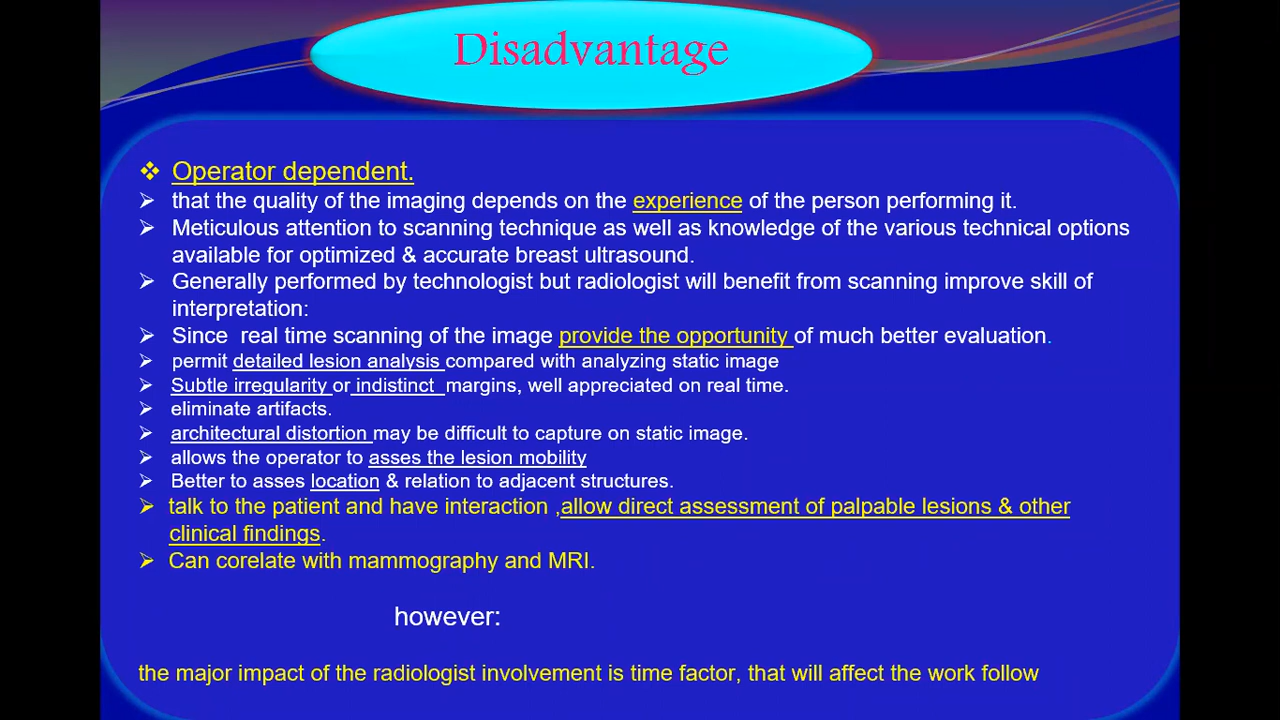 Disadvantage
Operator dependent.
that the quality of the imaging depends on the experience of the person performing it.
Meticulous attention to scanning technique as well as knowledge of the various technical options
available for optimized & accurate breast ultrasound.
Generally performed by technologist but radiologist will benefit from scanning improve skill of
interpretation:
Since real time scanning of the image provide the opportunity of much better evaluation.
permit detailed lesion analysis compared with analyzing static image
Subtle irregularity or indistinct margins, well appreciated on real time.
eliminate artifacts.
architectural distortion may be difficult to capture on static image.
allows the operator to asses the lesion mobility
Better to asses location & relation to adjacent structures.
talk to the patient and have interaction ,allow direct assessment of palpable lesions & other
clinical findings.
Can corelate with mammography and MRI.
however:
the major impact of the radiologist involvement is time factor, that will affect the work follow